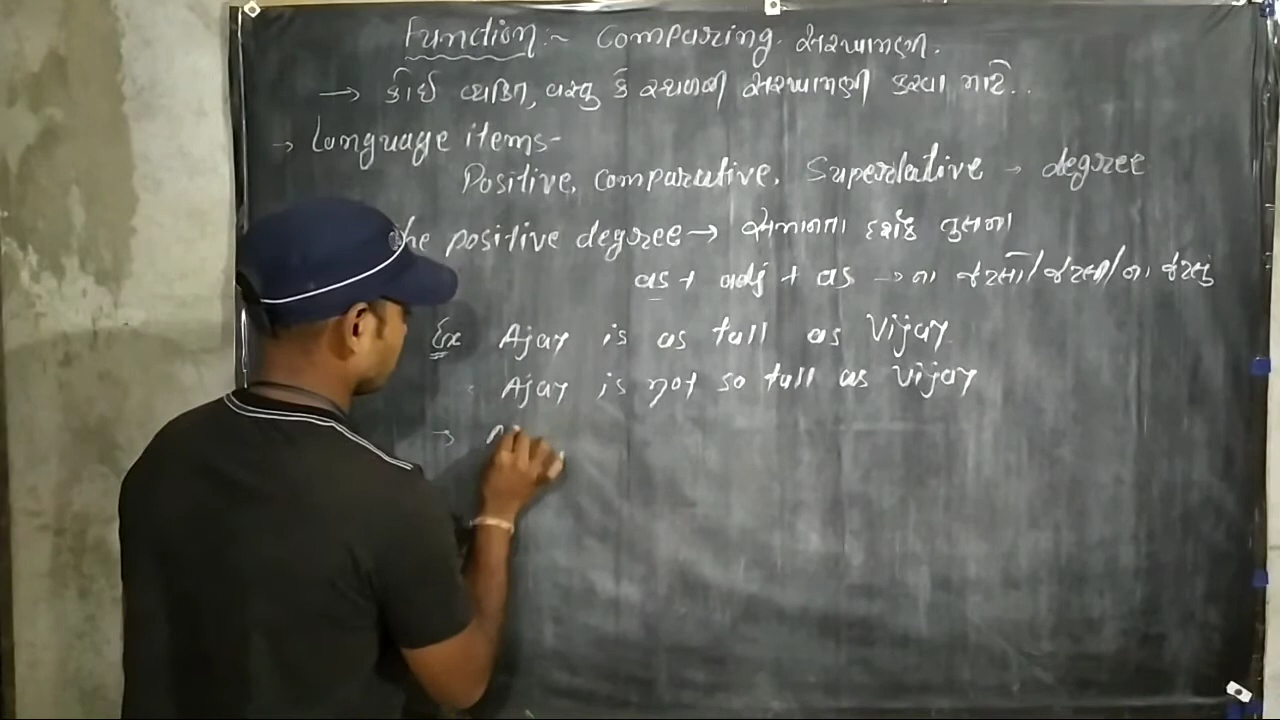 Function :- Comparing. સરખામણી.
→ કોઈ વ્યક્તિ, વસ્તુ કે સ્થળની સરખામણી કરવા માટે..
→ Language items-
Positive, Comparative, Superlative → degree
the positive degree → સમાનતા દર્શક તુલના
as + adj + as → ના જેટલો/જેટલી/ના જેટલું
Ex Ajay is as tall as Vijay.
Ajay is not so tall as Vijay
→